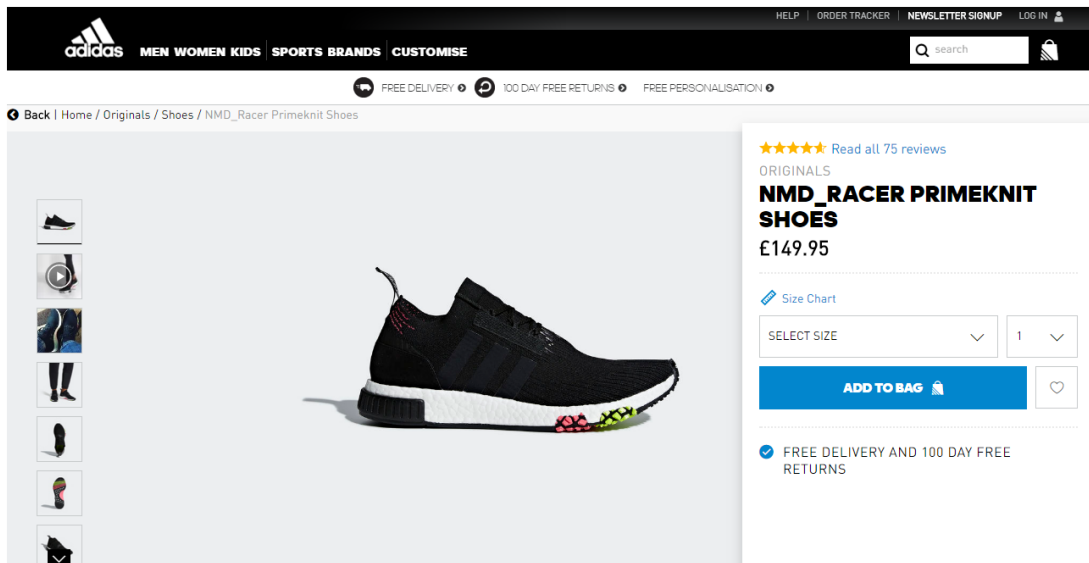 HELP | ORDER TRACKER | NEWSLETTER SIGNUP LOG IN
adidas MEN WOMEN KIDS SPORTS BRANDS CUSTOMISE search
FREE DELIVERY 100 DAY FREE RETURNS FREE PERSONALISATION
Back | Home / Originals / Shoes / NMD_Racer Primeknit Shoes
Read all 75 reviews
ORIGINALS
NMD_RACER PRIMEKNIT
SHOES
£149.95
Size Chart
SELECT SIZE 1
ADD TO BAG
FREE DELIVERY AND 100 DAY FREE
RETURNS